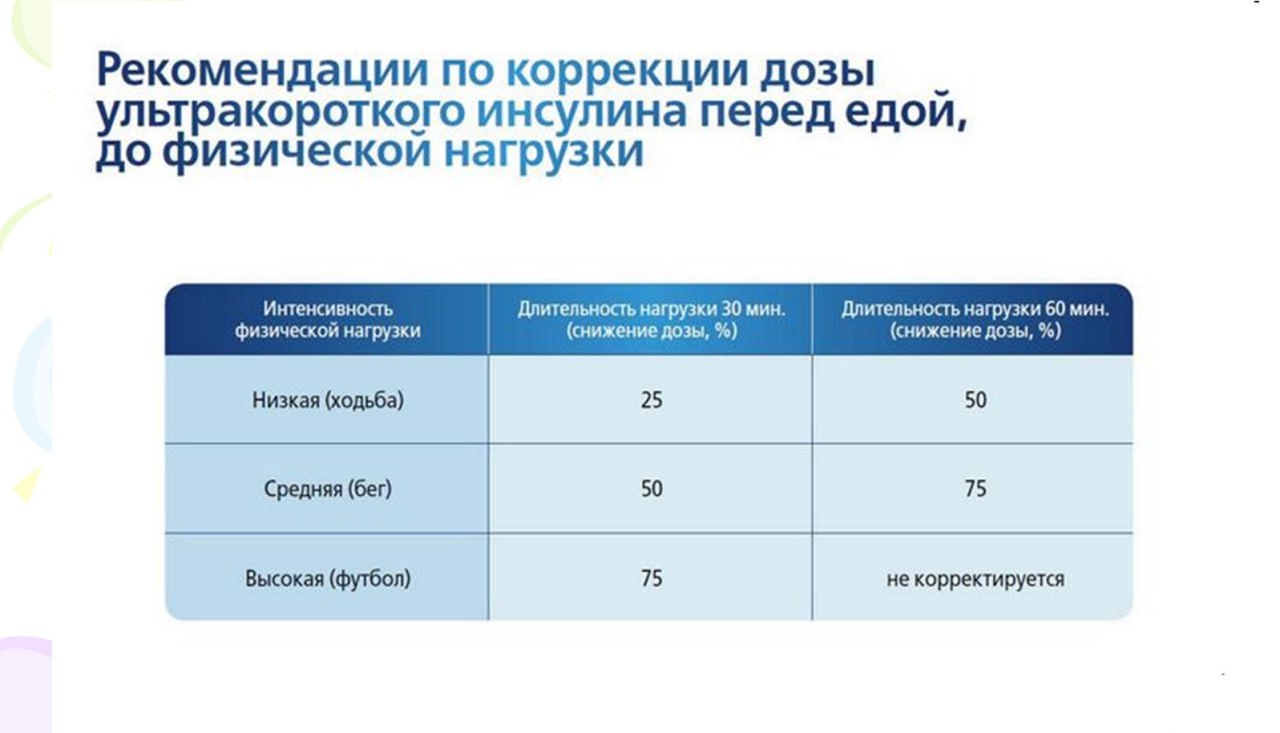 Рекомендации по коррекции дозы
ультракороткого инсулина перед едой,
до физической нагрузки
Интенсивность
физической нагрузки
Длительность нагрузки 30 мин.
(снижение дозы, %)
Длительность нагрузки 60 мин.
(снижение дозы, %)
Низкая (ходьба)
25
50
Средняя (бег)
50
75
Высокая (футбол)
75
не корректируется